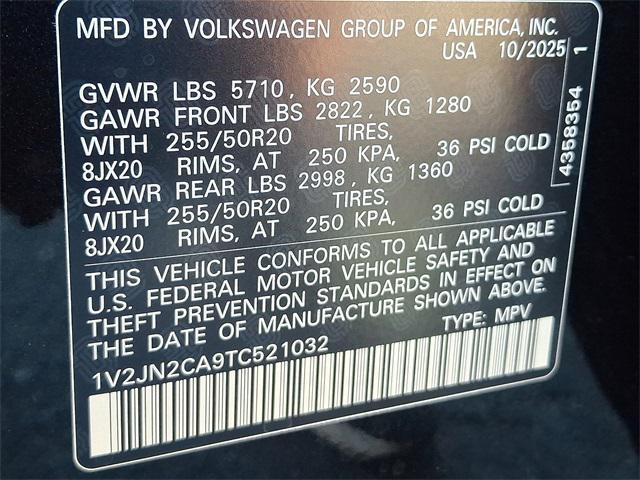 MFD BY VOLKSWAGEN GROUP OF AMERICA, INC.
USA 10/2025
GVWR LBS 5710, KG 2590
GAWR FRONT LBS 2822, KG 1280
WITH 255/50R20 TIRES,
8JX20 RIMS, AT 250 KPA, 36 PSI COLD
GAWR REAR LBS 2998, KG 1360
WITH 255/50R20 TIRES,
8JX20 RIMS, AT 250 KPA, 36 PSI COLD
4358354 1
THIS VEHICLE CONFORMS TO ALL APPLICABLE
U.S. FEDERAL MOTOR VEHICLE SAFETY AND
THEFT PREVENTION STANDARDS IN EFFECT ON
THE DATE OF MANUFACTURE SHOWN ABOVE.
1V2JN2CA9TC521032 TYPE: MPV